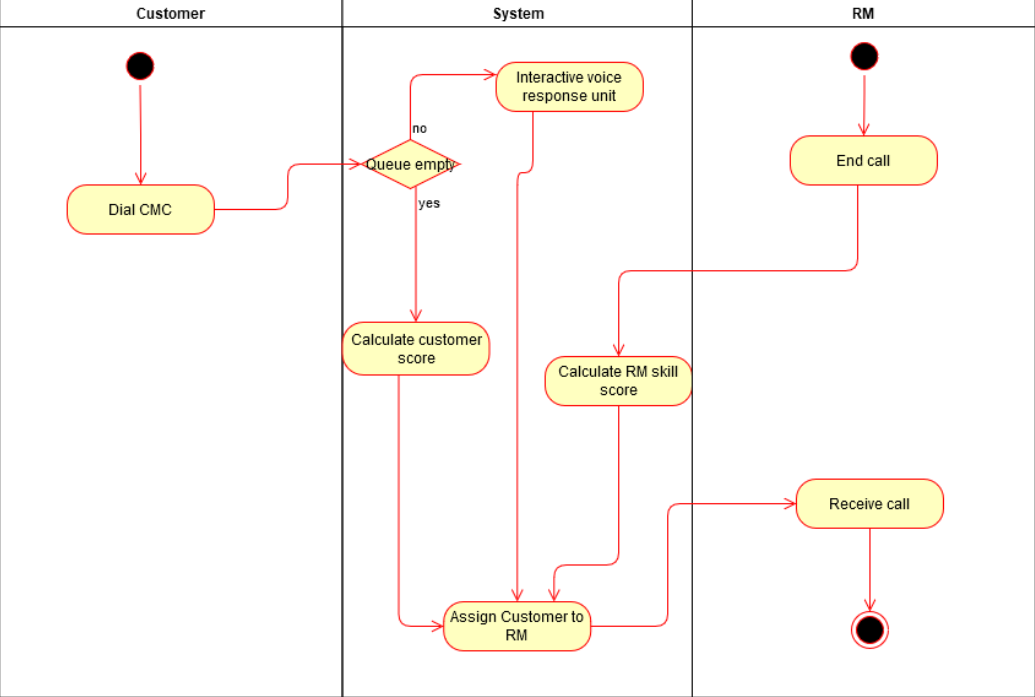 Customer
System
RM
Interactive voice
response unit
no
Queue empty
End call
yes
Dial CMC
Calculate customer
score
Calculate RM skill
score
Receive call
Assign Customer to
RM